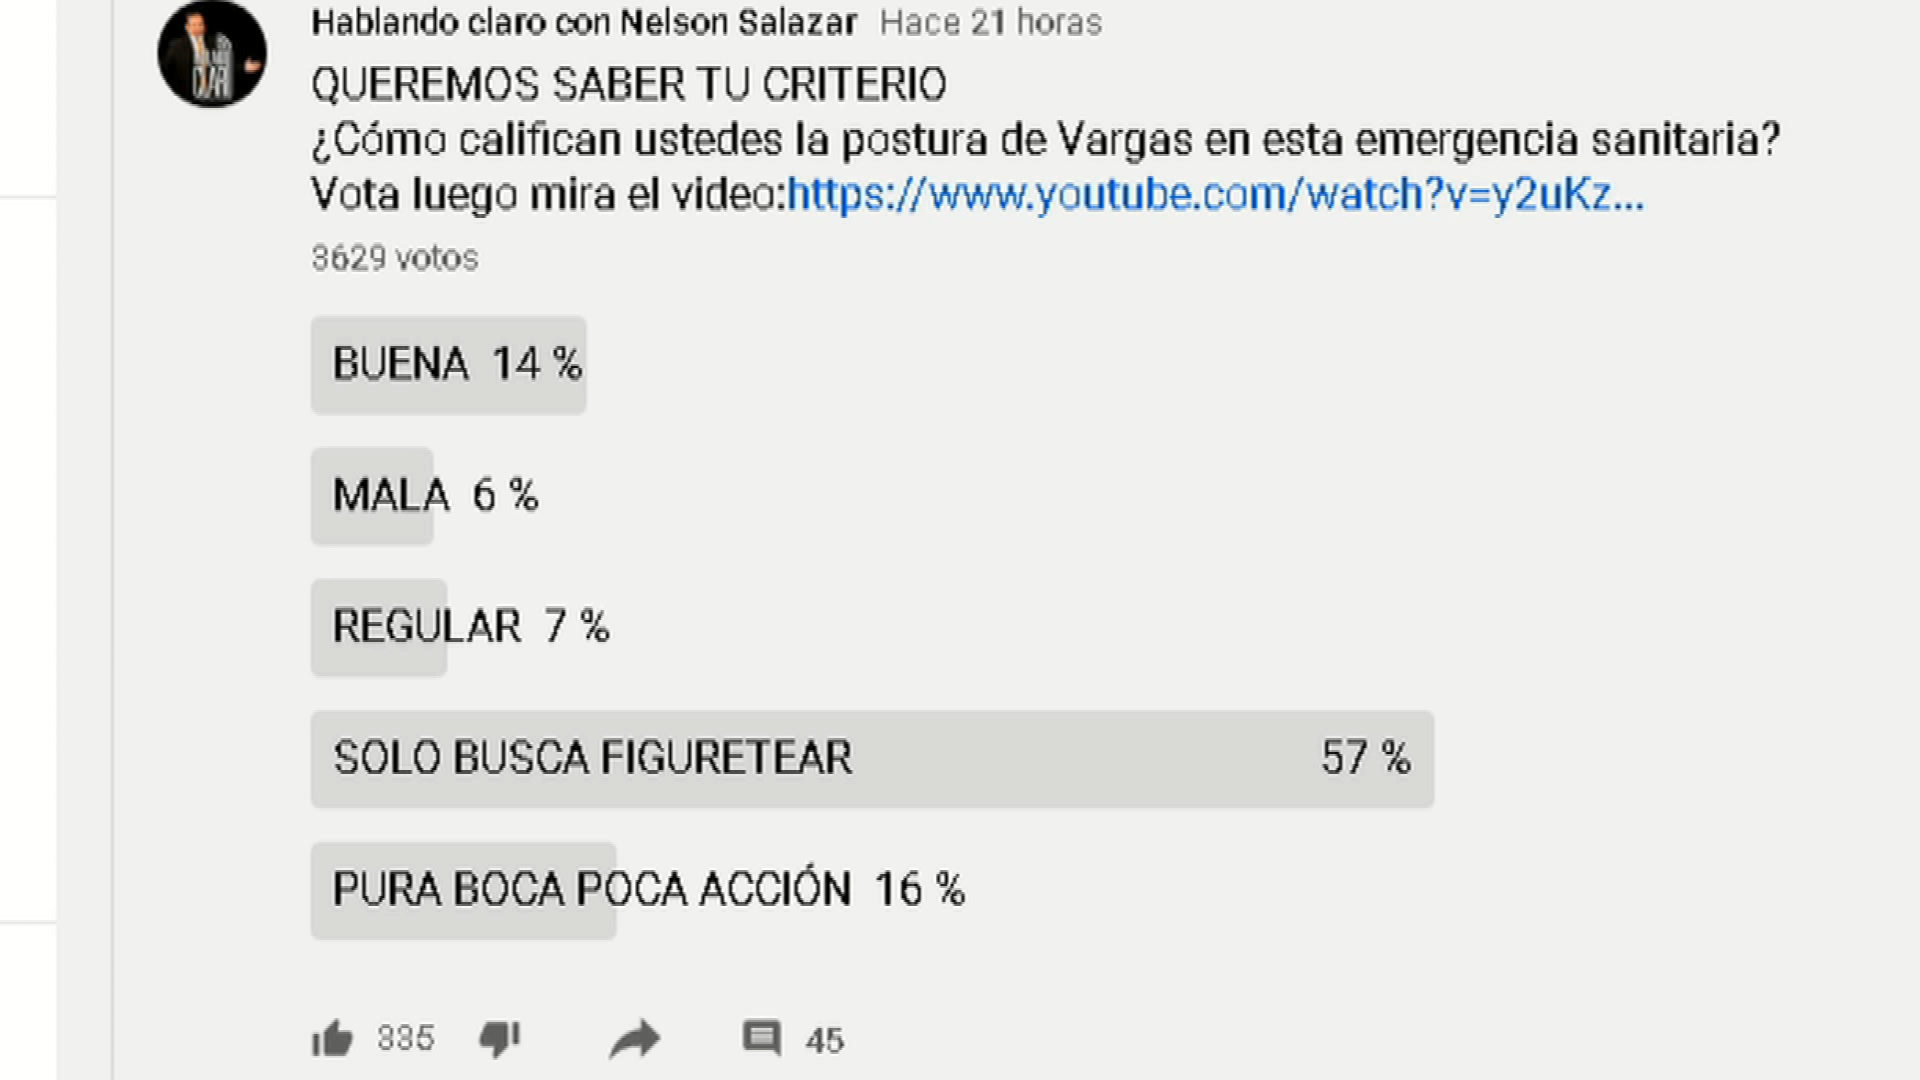 Hablando claro con Nelson Salazar Hace 21 horas
QUEREMOS SABER TU CRITERIO
¿Cómo califican ustedes la postura de Vargas en esta emergencia sanitaria?
Vota luego mira el video:https://www.youtube.com/watch?v=y2uKz...
3629 votos
BUENA 14 %
MALA 6 %
REGULAR 7 %
SOLO BUSCA FIGURETEAR 57 %
PURA BOCA POCA ACCIÓN 16 %
335 45